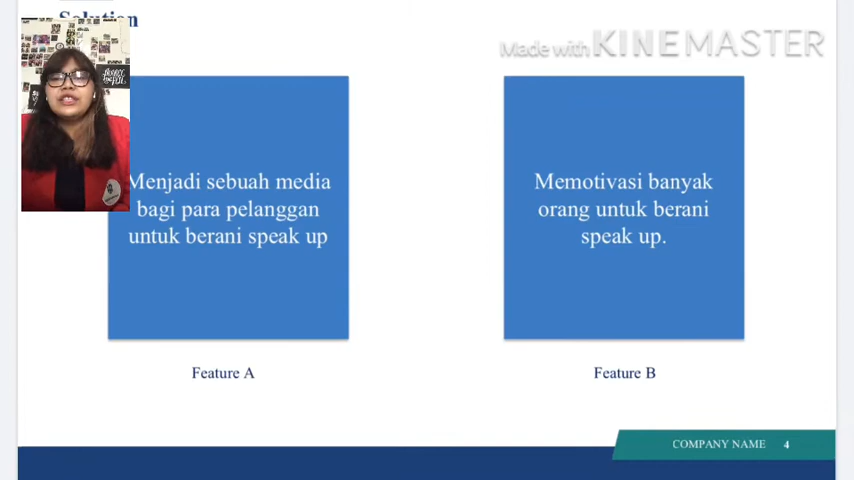 Solution
Made with KINEMASTER
Menjadi sebuah media
bagi para pelanggan
untuk berani speak up
Memotivasi banyak
orang untuk berani
speak up.
Feature A
Feature B
COMPANY NAME 4